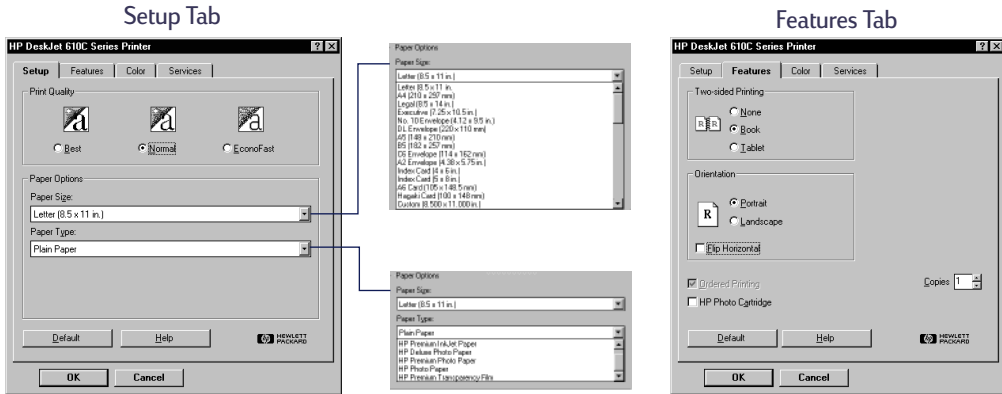 Setup Tab
HP DeskJet 610C Series Printer
Setup Features Color Services
Print Quality
Best Normal EconoFast
Paper Options
Paper Size:
Letter (8.5 x 11 in.)
Paper Type:
Plain Paper
Default Help HEWLETT PACKARD
OK Cancel
Paper Options
Paper Size:
Letter (8.5 x 11 in.)
Letter (8.5 x 11 in.
A4 (210 x 297 mm)
Legal (8.5 x 14 in.)
Executive (7.25 x 10.5 in.)
No. 10 Envelope (4.12 x 9.5 in.)
DL Envelope (220 x 110 mm)
A5 (148 x 210 mm)
B5 (182 x 257 mm)
C6 Envelope (114 x 162 mm)
A2 Envelope (4.38 x 5.75 in.)
Index Card (4 x 6 in.)
Index Card (5 x 8 in.)
A6 Card (105 x 148.5 mm)
Hagaki Card (100 x 148 mm)
Custom (8.500 x 11.000 in.)
Paper Options
Paper Size:
Letter (8.5 x 11 in.)
Paper Type:
Plain Paper
HP Premium InkJet Paper
HP Deluxe Photo Paper
HP Premium Photo Paper
HP Photo Paper
HP Premium Transparency Film
Features Tab
HP DeskJet 610C Series Printer
Setup Features Color Services
Two-sided Printing
None
Book
Tablet
Orientation
R
Portrait
Landscape
Flip Horizontal
Ordered Printing
Copies 1
HP Photo Cartridge
Default Help HEWLETT PACKARD
OK Cancel